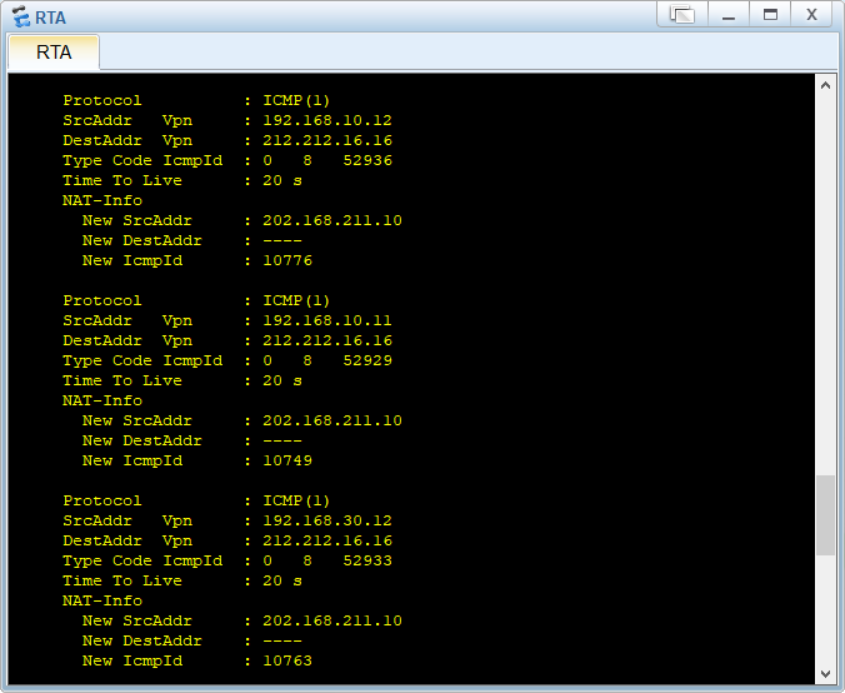 RTA
X
RTA
Protocol : ICMP(1)
SrcAddr Vpn : 192.168.10.12
DestAddr Vpn : 212.212.16.16
Type Code IcmpId : 0 8 52936
Time To Live : 20 s
NAT-Info
New SrcAddr : 202.168.211.10
New DestAddr : ----
New IcmpId : 10776
Protocol : ICMP(1)
SrcAddr Vpn : 192.168.10.11
DestAddr Vpn : 212.212.16.16
Type Code IcmpId : 0 8 52929
Time To Live : 20 s
NAT-Info
New SrcAddr : 202.168.211.10
New DestAddr : ----
New IcmpId : 10749
Protocol : ICMP(1)
SrcAddr Vpn : 192.168.30.12
DestAddr Vpn : 212.212.16.16
Type Code IcmpId : 0 8 52933
Time To Live : 20 s
NAT-Info
New SrcAddr : 202.168.211.10
New DestAddr : ----
New IcmpId : 10763